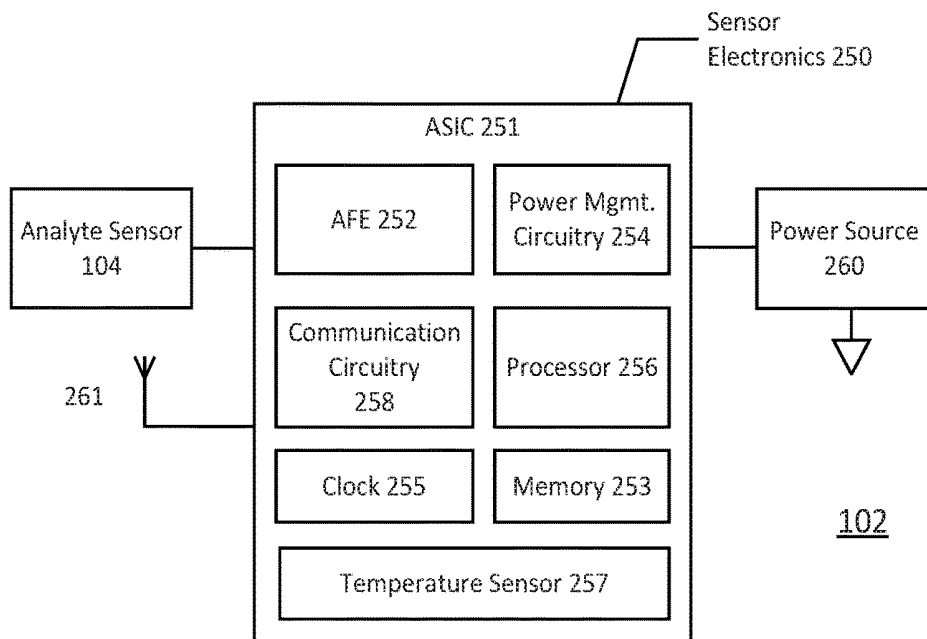 Sensor
Electronics 250
ASIC 251
Analyte Sensor
104
AFE 252
Power Mgmt.
Circuitry 254
Power Source
260
Communication
Circuitry
258
Processor 256
261
Clock 255
Memory 253
102
Temperature Sensor 257